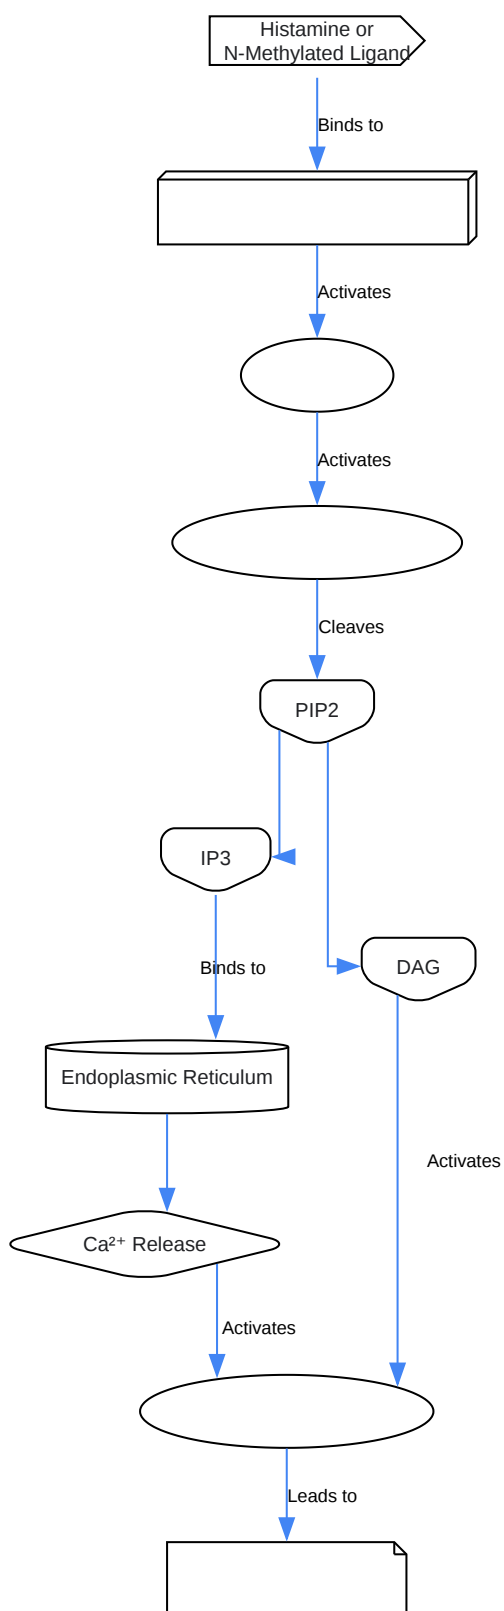 Histamine or
N-Methylated Ligand
Binds to
Activates
Activates
Cleaves
PIP2
IP3
Binds to
DAG
Endoplasmic Reticulum
Activates
Ca²⁺ Release
Activates
Leads to